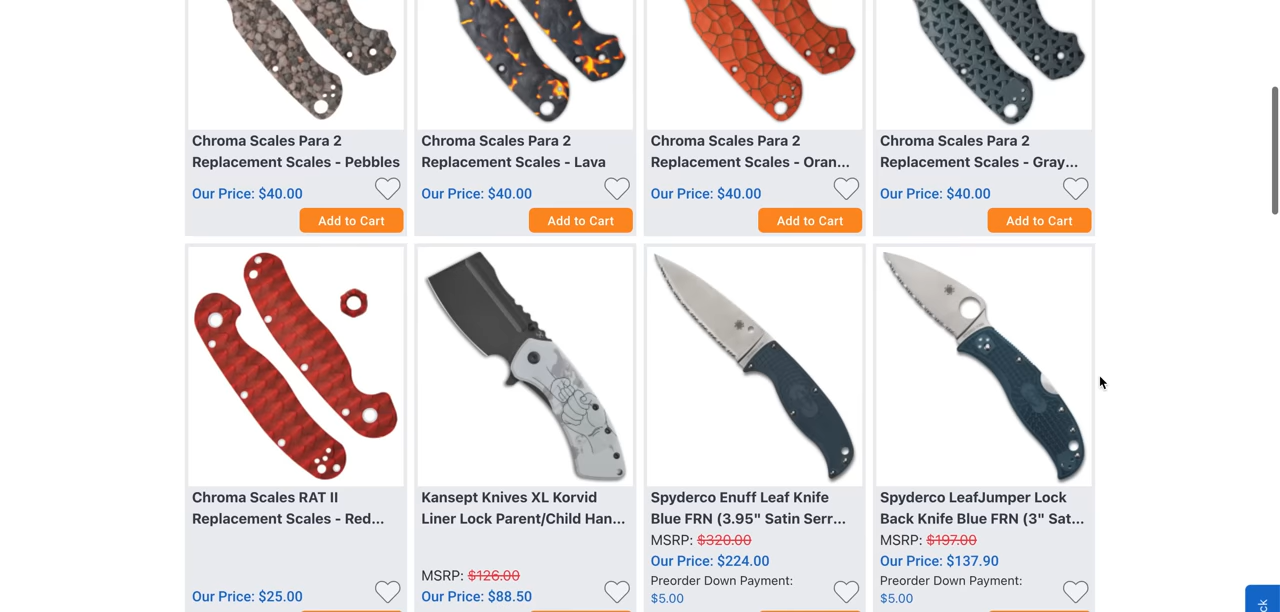 Chroma Scales Para 2
Replacement Scales - Pebbles
Our Price: $40.00
Add to Cart
Chroma Scales Para 2
Replacement Scales - Lava
Our Price: $40.00
Add to Cart
Chroma Scales Para 2
Replacement Scales - Oran...
Our Price: $40.00
Add to Cart
Chroma Scales Para 2
Replacement Scales - Gray...
Our Price: $40.00
Add to Cart
Chroma Scales RAT II
Replacement Scales - Red...
Our Price: $25.00
Kansept Knives XL Korvid
Liner Lock Parent/Child Han...
MSRP: $126.00
Our Price: $88.50
Spyderco Enuff Leaf Knife
Blue FRN (3.95" Satin Serr...
MSRP: $320.00
Our Price: $224.00
Preorder Down Payment:
$5.00
Spyderco LeafJumper Lock
Back Knife Blue FRN (3" Sat...
MSRP: $197.00
Our Price: $137.90
Preorder Down Payment:
$5.00